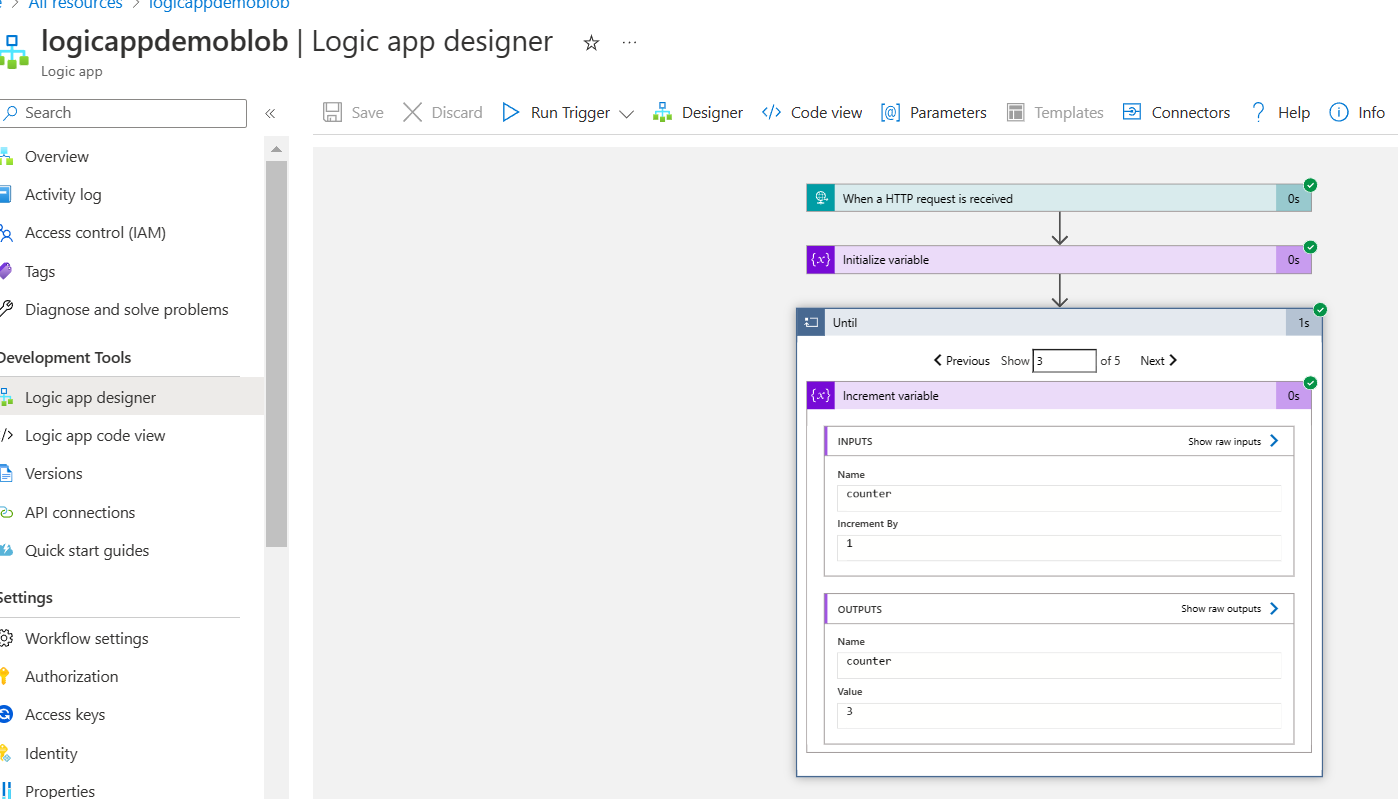 All resources > logicappdemoblob
logicappdemoblob | Logic app designer
Logic app
Search
Save Discard Run Trigger Designer Code view Parameters Templates Connectors Help Info
Overview
Activity log
Access control (IAM)
Tags
Diagnose and solve problems
Development Tools
Logic app designer
Logic app code view
Versions
API connections
Quick start guides
Settings
Workflow settings
Authorization
Access keys
Identity
Properties
When a HTTP request is received 0s
{x} Initialize variable 0s
Until 1s
Previous Show 3 of 5 Next
{x} Increment variable 0s
INPUTS Show raw inputs
Name
counter
Increment By
1
OUTPUTS Show raw outputs
Name
counter
Value
3